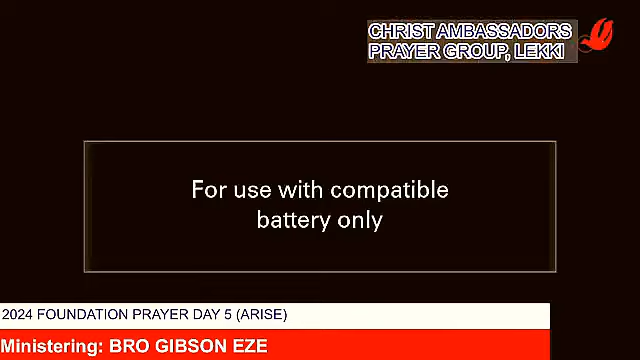 CHRIST AMBASSADORS
PRAYER GROUP, LEKKI
For use with compatible
battery only
2024 FOUNDATION PRAYER DAY 5 (ARISE)
Ministering: BRO GIBSON EZE